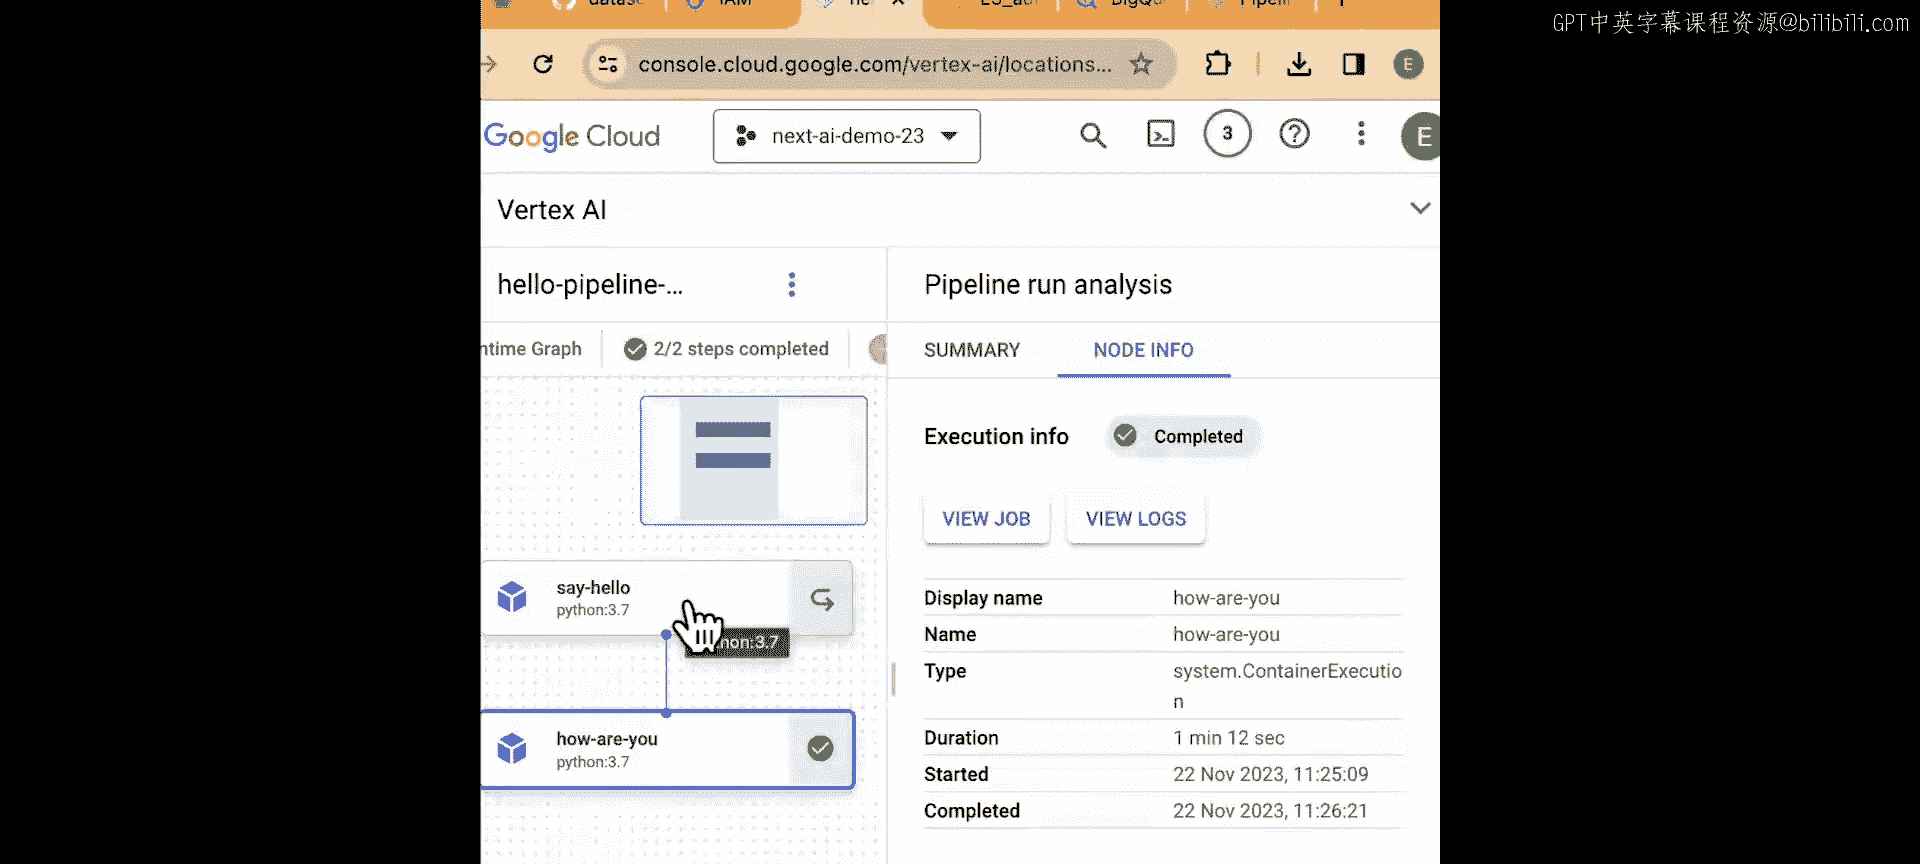 GPT中英字幕课程资源@bilibili.com
console.cloud.google.com/vertex-ai/locations...
E
Google Cloud
next-ai-demo-23
3
E
Vertex AI
hello-pipeline-...
Pipeline run analysis
ntime Graph
2/2 steps completed
SUMMARY
NODE INFO
Execution info
Completed
VIEW JOB
VIEW LOGS
say-hello
python:3.7
hon:3.7
how-are-you
python:3.7
Display name
how-are-you
Name
how-are-you
Type
system.ContainerExecutio
n
Duration
1 min 12 sec
Started
22 Nov 2023, 11:25:09
Completed
22 Nov 2023, 11:26:21